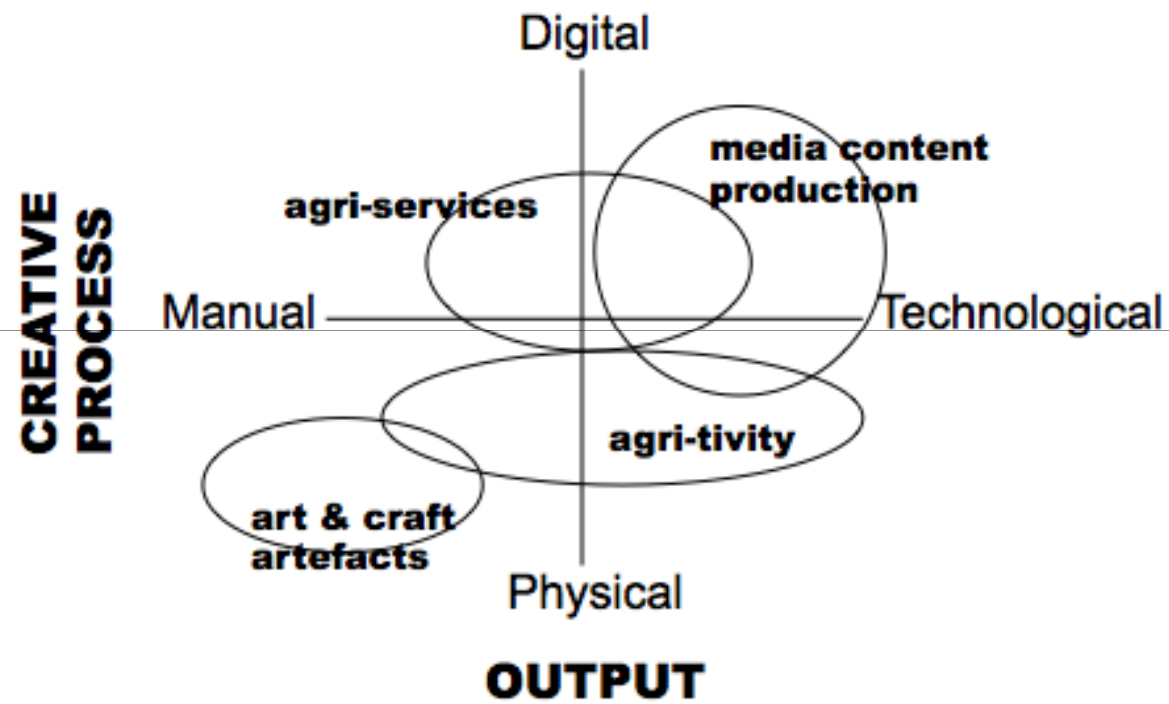 Digital
media content
production
agri-services
CREATIVE
PROCESS
Manual
Technological
agri-tivity
art & craft
artefacts
Physical
OUTPUT